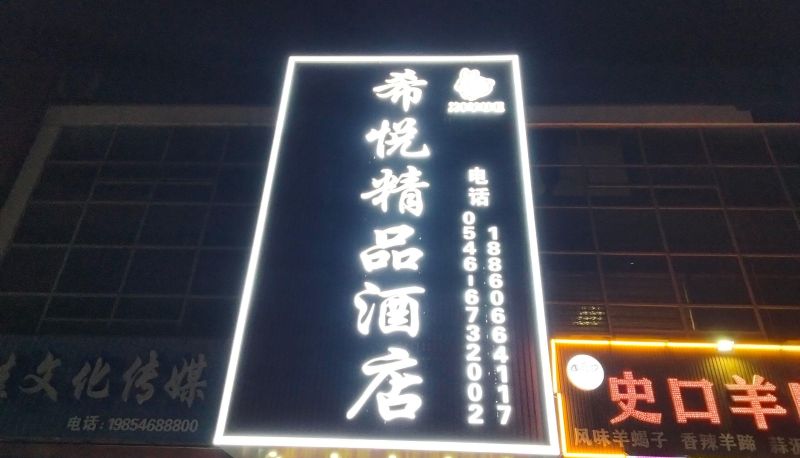 希悦精品酒店
电话 0546-6732002
18860664117
文化传媒
电话:19854688800
史口羊
风味羊蝎子 香辣羊蹄 蒜